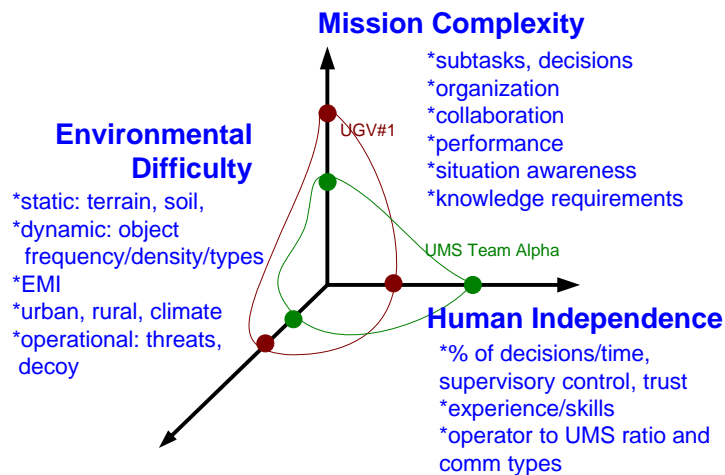 Mission Complexity
*subtasks, decisions
*organization
*collaboration
*performance
*situation awareness
*knowledge requirements
UGV#1
Environmental
Difficulty
*static: terrain, soil,
*dynamic: object
frequency/density/types
*EMI
*urban, rural, climate
*operational: threats,
decoy
UMS Team Alpha
Human Independence
*% of decisions/time,
supervisory control, trust
*experience/skills
*operator to UMS ratio and
comm types